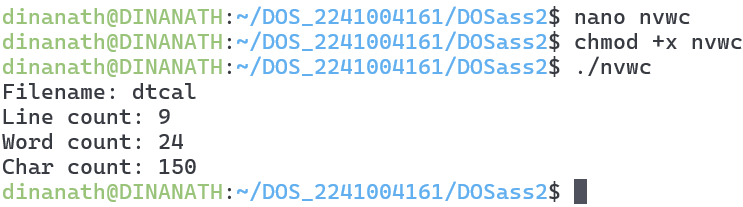 dinanath@DINANATH:~/DOS_2241004161/DOSass2$ nano nvwc
dinanath@DINANATH:~/DOS_2241004161/DOSass2$ chmod +x nvwc
dinanath@DINANATH:~/DOS_2241004161/DOSass2$ ./nvwc
Filename: dtcal
Line count: 9
Word count: 24
Char count: 150
dinanath@DINANATH:~/DOS_2241004161/DOSass2$